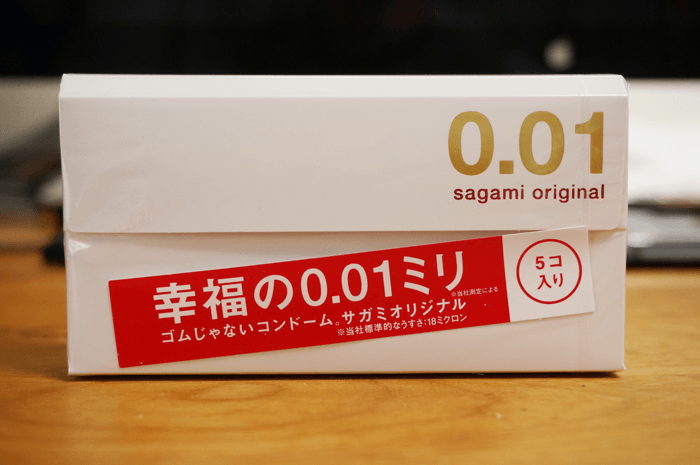 0.01
sagami original
幸福の0.01ミリ
※当社測定による
ゴムじゃないコンドーム。サガミオリジナル
※当社標準的なうすさ:18ミクロン
5コ
入り